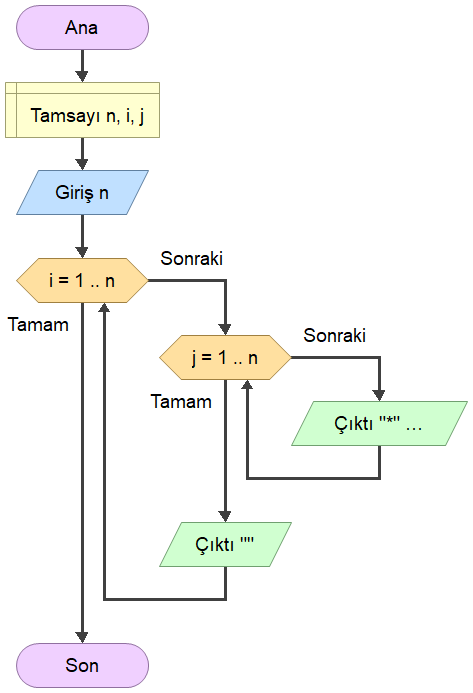 Ana
Tamsayı n, i, j
Giriş n
i = 1 .. n
Sonraki
Tamam
j = 1 .. n
Sonraki
Tamam
Çıktı "*" ...
Çıktı ""
Son